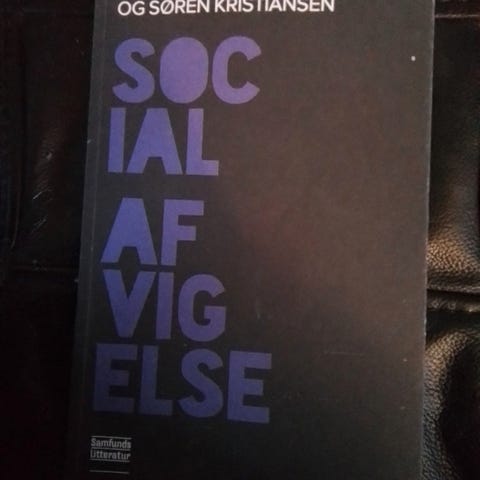 OG SØREN KRISTIANSEN
SOC
IAL
AF
VIG
ELSE
Samfunds
litteratur